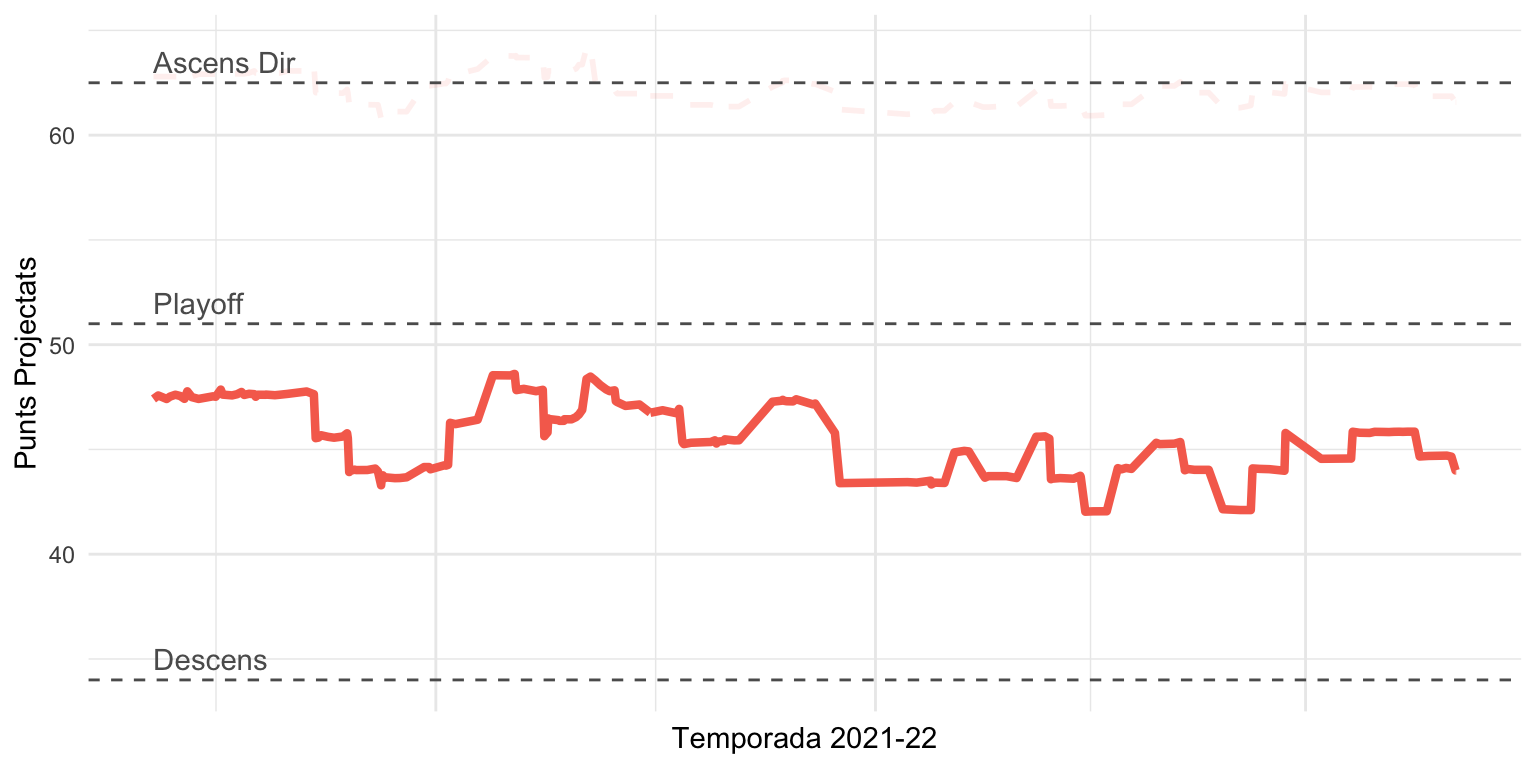 Ascens Dir
60
Playoff
50
Punts Projectats
40
Descens
Temporada 2021-22